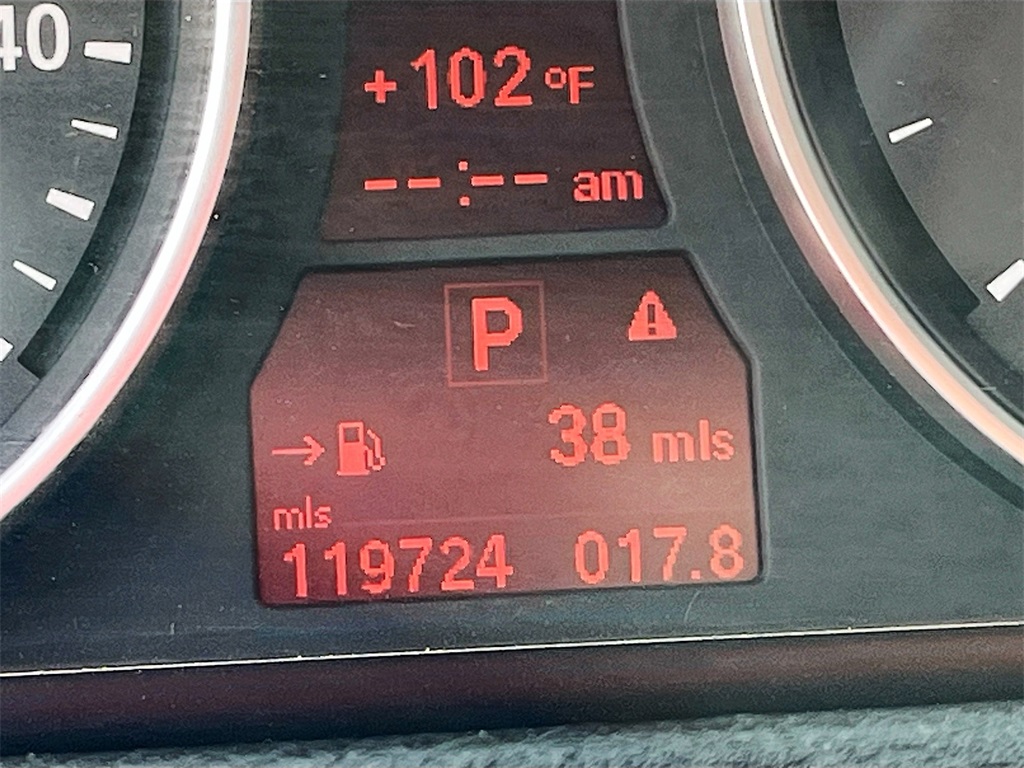 40
+102 °F
--:-- am
P
38 mls
mls
119724 017.8